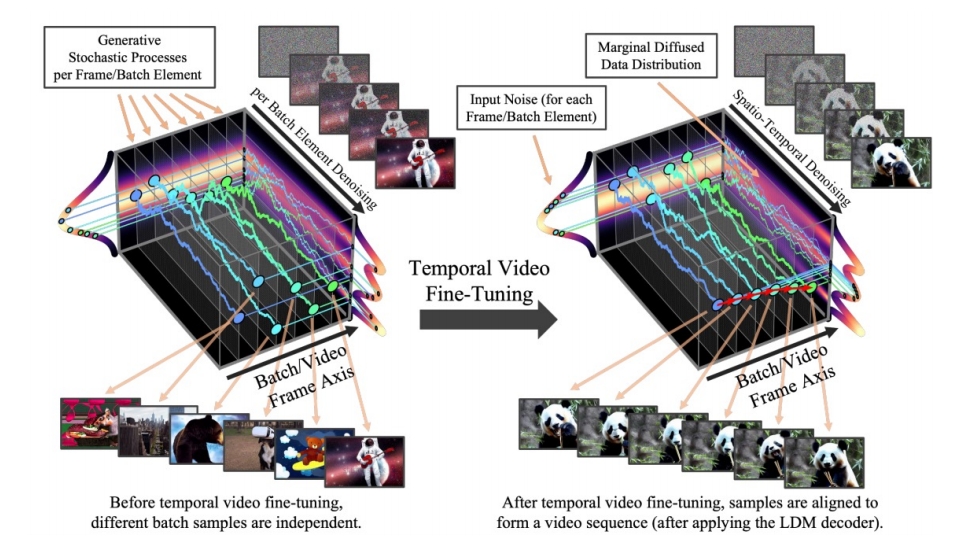 Generative
Stochastic Processes
per Frame/Batch Element
per Batch Element Denoising
Input Noise (for each
Frame/Batch Element)
Marginal Diffused
Data Distribution
Spatio-Temporal Denoising
Temporal Video
Fine-Tuning
Batch/Video
Frame Axis
Batch/Video
Frame Axis
Before temporal video fine-tuning,
different batch samples are independent.
After temporal video fine-tuning, samples are aligned to
form a video sequence (after applying the LDM decoder).